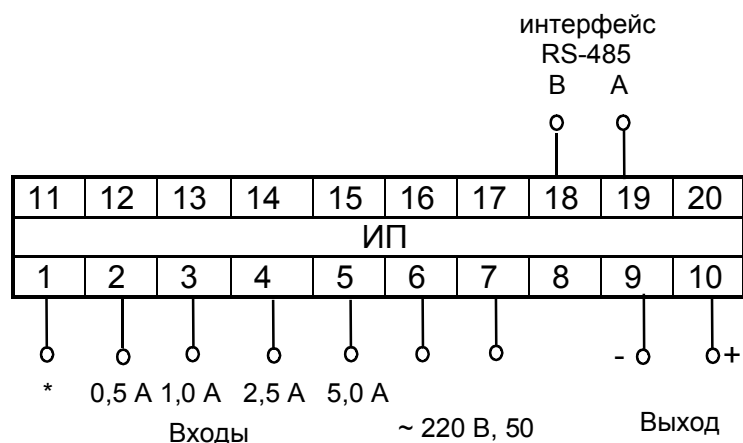 интерфейс
RS-485
B A
11 12 13 14 15 16 17 18 19 20
ИП
1 2 3 4 5 6 7 8 9 10
- +
* 0,5 А 1,0 А 2,5 А 5,0 А
Входы ~ 220 В, 50 Выход